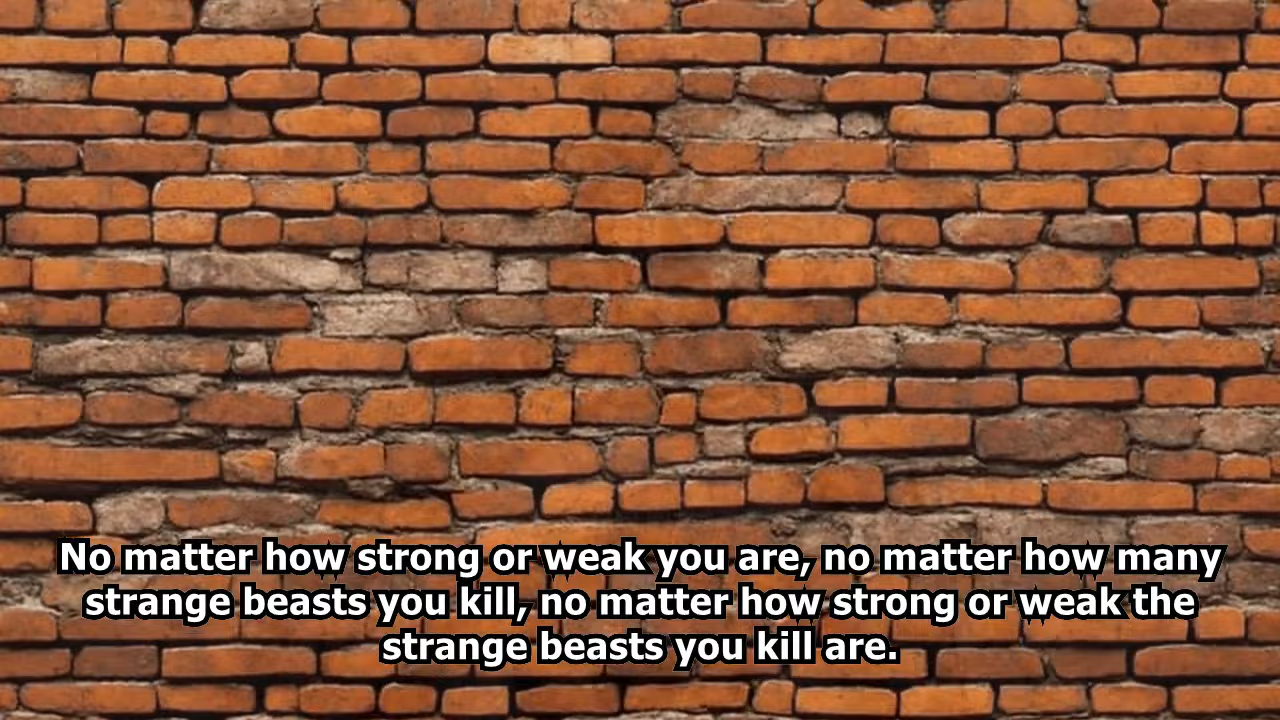 No matter how strong or weak you are, no matter how many
strange beasts you kill, no matter how strong or weak the
strange beasts you kill are.